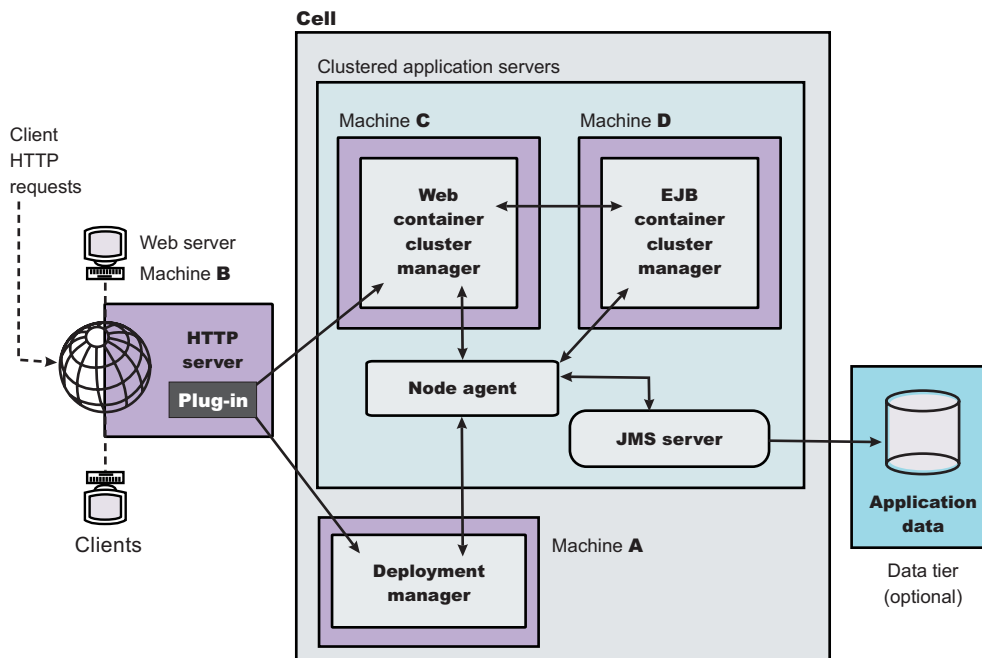 Cell
Clustered application servers
Machine C
Machine D
Client
HTTP
requests
Web
container
cluster
manager
EJB
container
cluster
manager
Web server
Machine B
HTTP
server
Plug-in
Node agent
JMS server
Clients
Application
data
Machine A
Deployment
manager
Data tier
(optional)